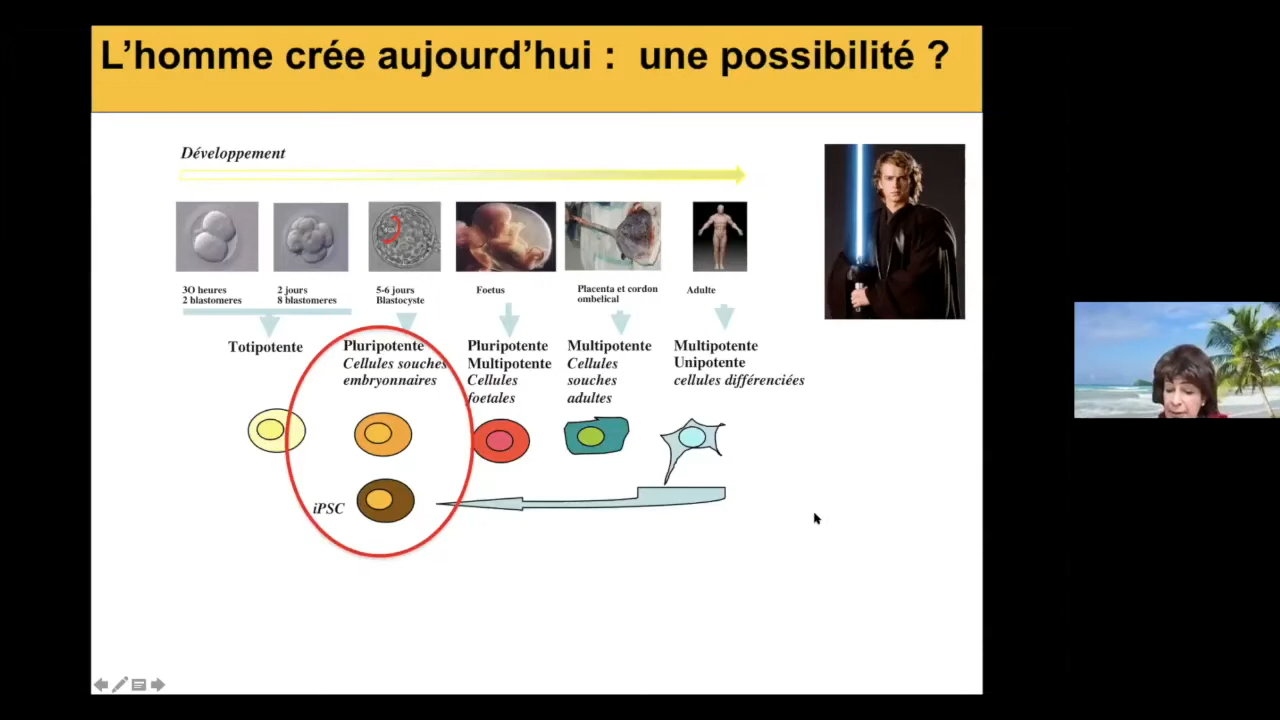 L'homme crée aujourd'hui : une possibilité ?
Développement
3O heures
2 blastomeres
2 jours
8 blastomeres
5-6 jours
Blastocyste
Foetus
Placenta et cordon
ombelical
Adulte
Totipotente
Pluripotente
Cellules souches
embryonnaires
Pluripotente
Multipotente
Cellules
foetales
Multipotente
Cellules
souches
adultes
Multipotente
Unipotente
cellules différenciées
iPSC